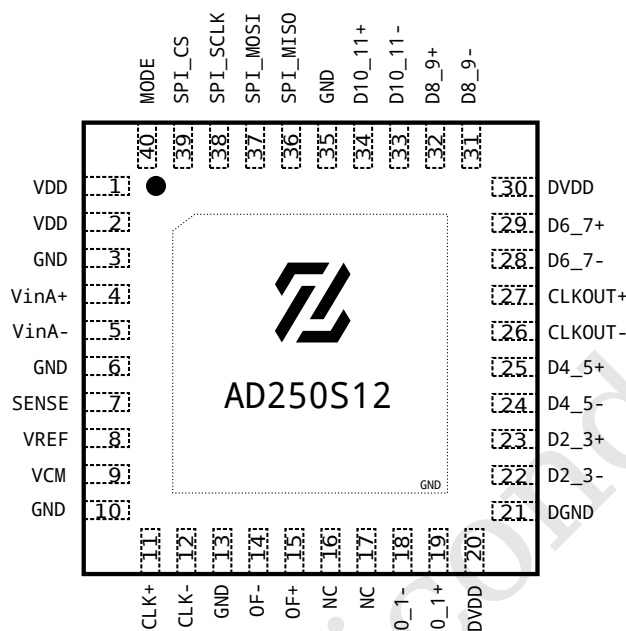 MODE
SPI_CS
SPI_SCLK
SPI_MOSI
SPI_MISO
GND
D10_11+
D10_11-
D8_9+
D8_9-
40
39
38
37
36
35
34
33
32
31
VDD 1
VDD 2
GND 3
VinA+ 4
VinA- 5
GND 6
SENSE 7
VREF 8
VCM 9
GND 10
30 DVDD
29 D6_7+
28 D6_7-
27 CLKOUT+
26 CLKOUT-
25 D4_5+
24 D4_5-
23 D2_3+
22 D2_3-
21 DGND
AD250S12
GND
11
12
13
14
15
16
17
18
19
20
CLK+
CLK-
GND
OF-
OF+
NC
NC
0_1-
0_1+
DVDD